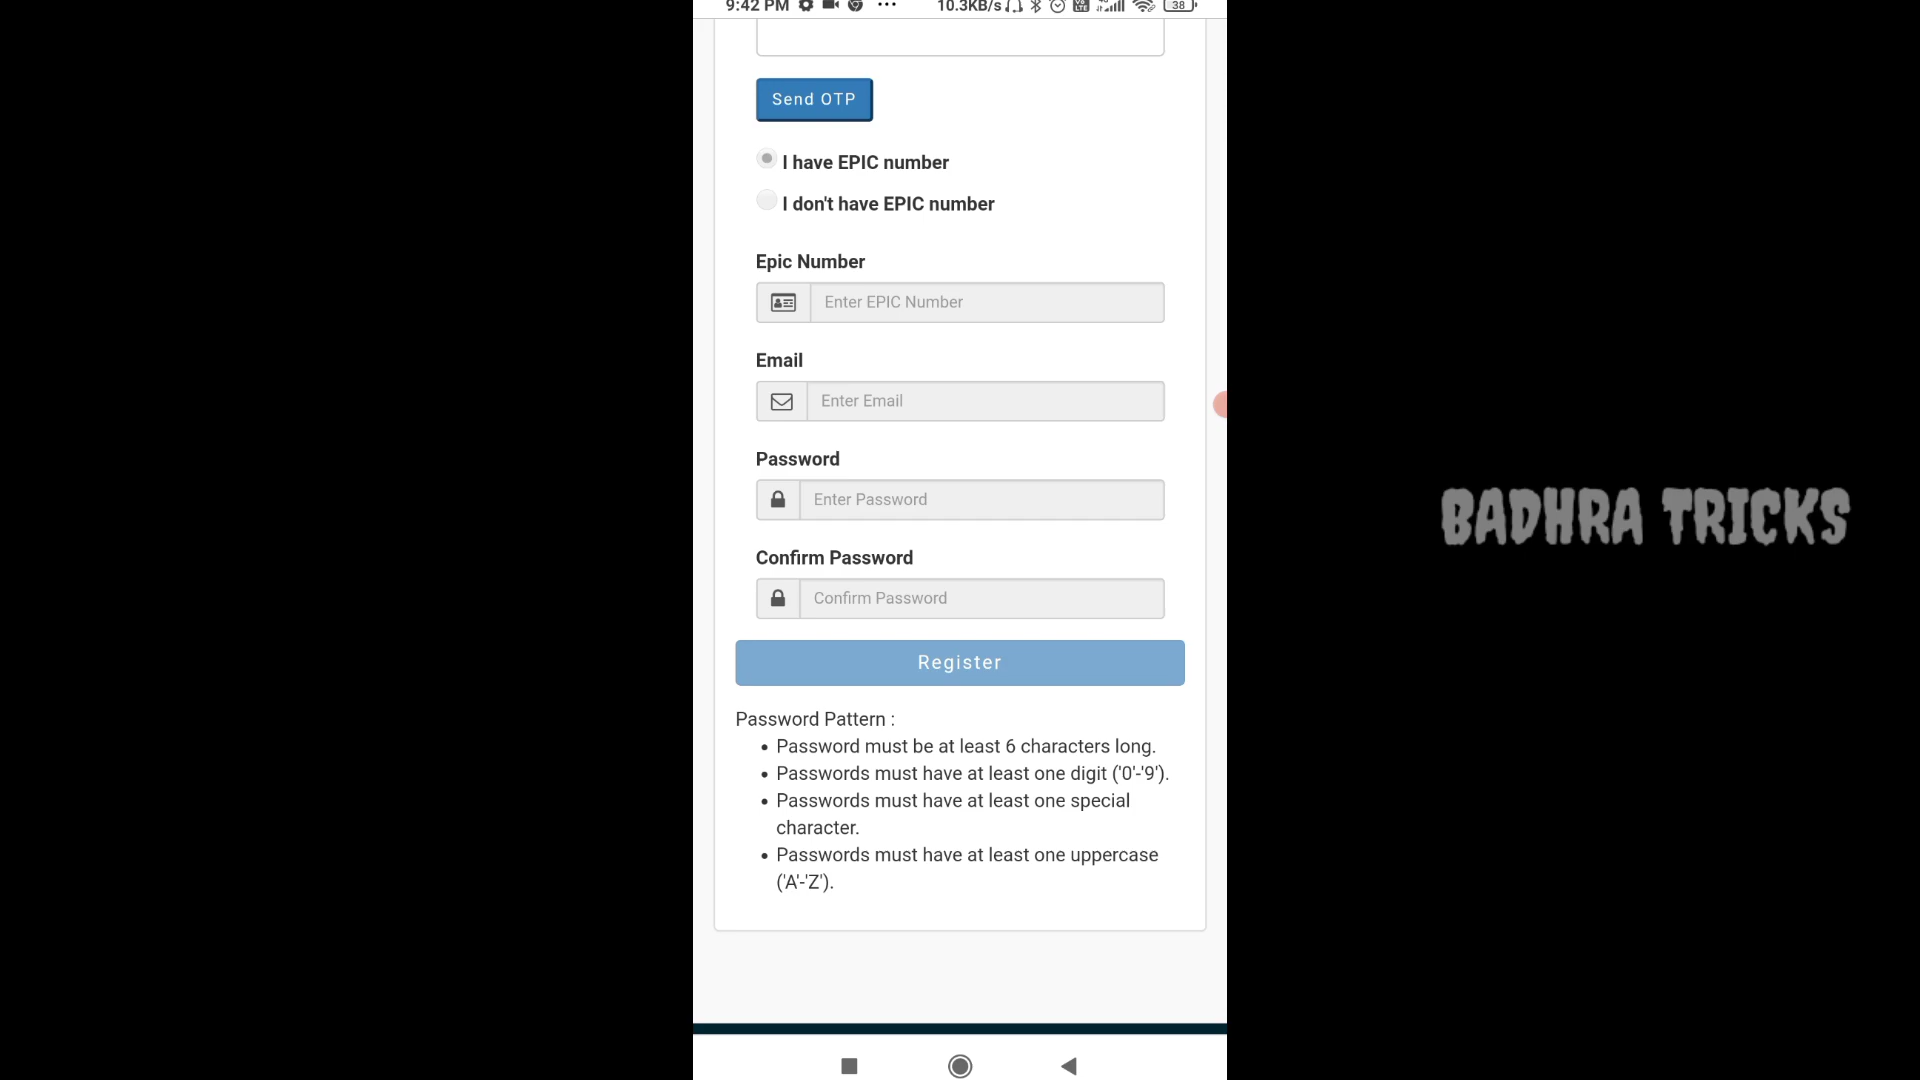 9:42 PM ... 10.3KB/s 38
Send OTP
I have EPIC number
I don't have EPIC number
Epic Number
Enter EPIC Number
Email
Enter Email
Password
Enter Password
Confirm Password
Confirm Password
Register
Password Pattern :
• Password must be at least 6 characters long.
• Passwords must have at least one digit ('0'-'9').
• Passwords must have at least one special
character.
• Passwords must have at least one uppercase
('A'-'Z').
BADHRA TRICKS